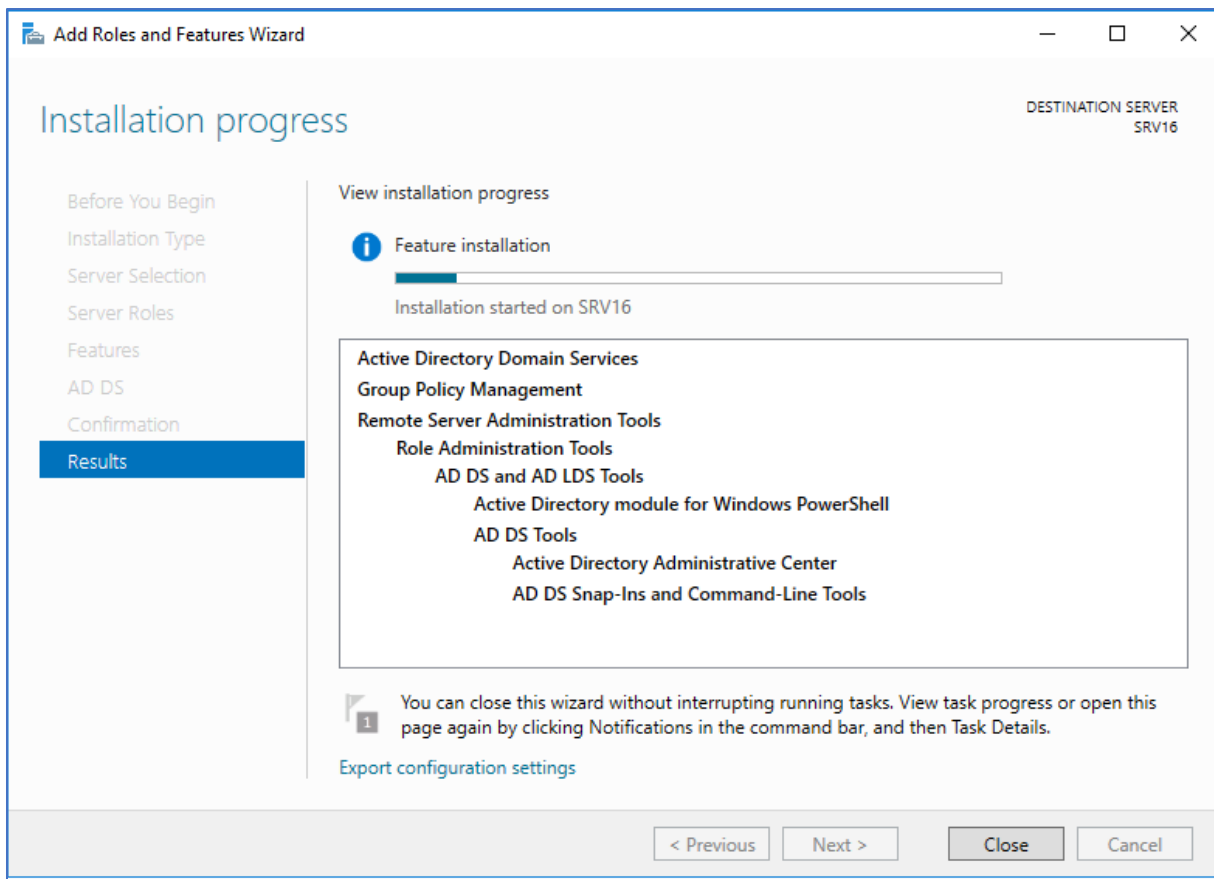 Add Roles and Features Wizard
Installation progress
DESTINATION SERVER
SRV16
Before You Begin
Installation Type
Server Selection
Server Roles
Features
AD DS
Confirmation
Results
View installation progress
Feature installation
Installation started on SRV16
Active Directory Domain Services
Group Policy Management
Remote Server Administration Tools
Role Administration Tools
AD DS and AD LDS Tools
Active Directory module for Windows PowerShell
AD DS Tools
Active Directory Administrative Center
AD DS Snap-Ins and Command-Line Tools
1
You can close this wizard without interrupting running tasks. View task progress or open this
page again by clicking Notifications in the command bar, and then Task Details.
Export configuration settings
< Previous
Next >
Close
Cancel